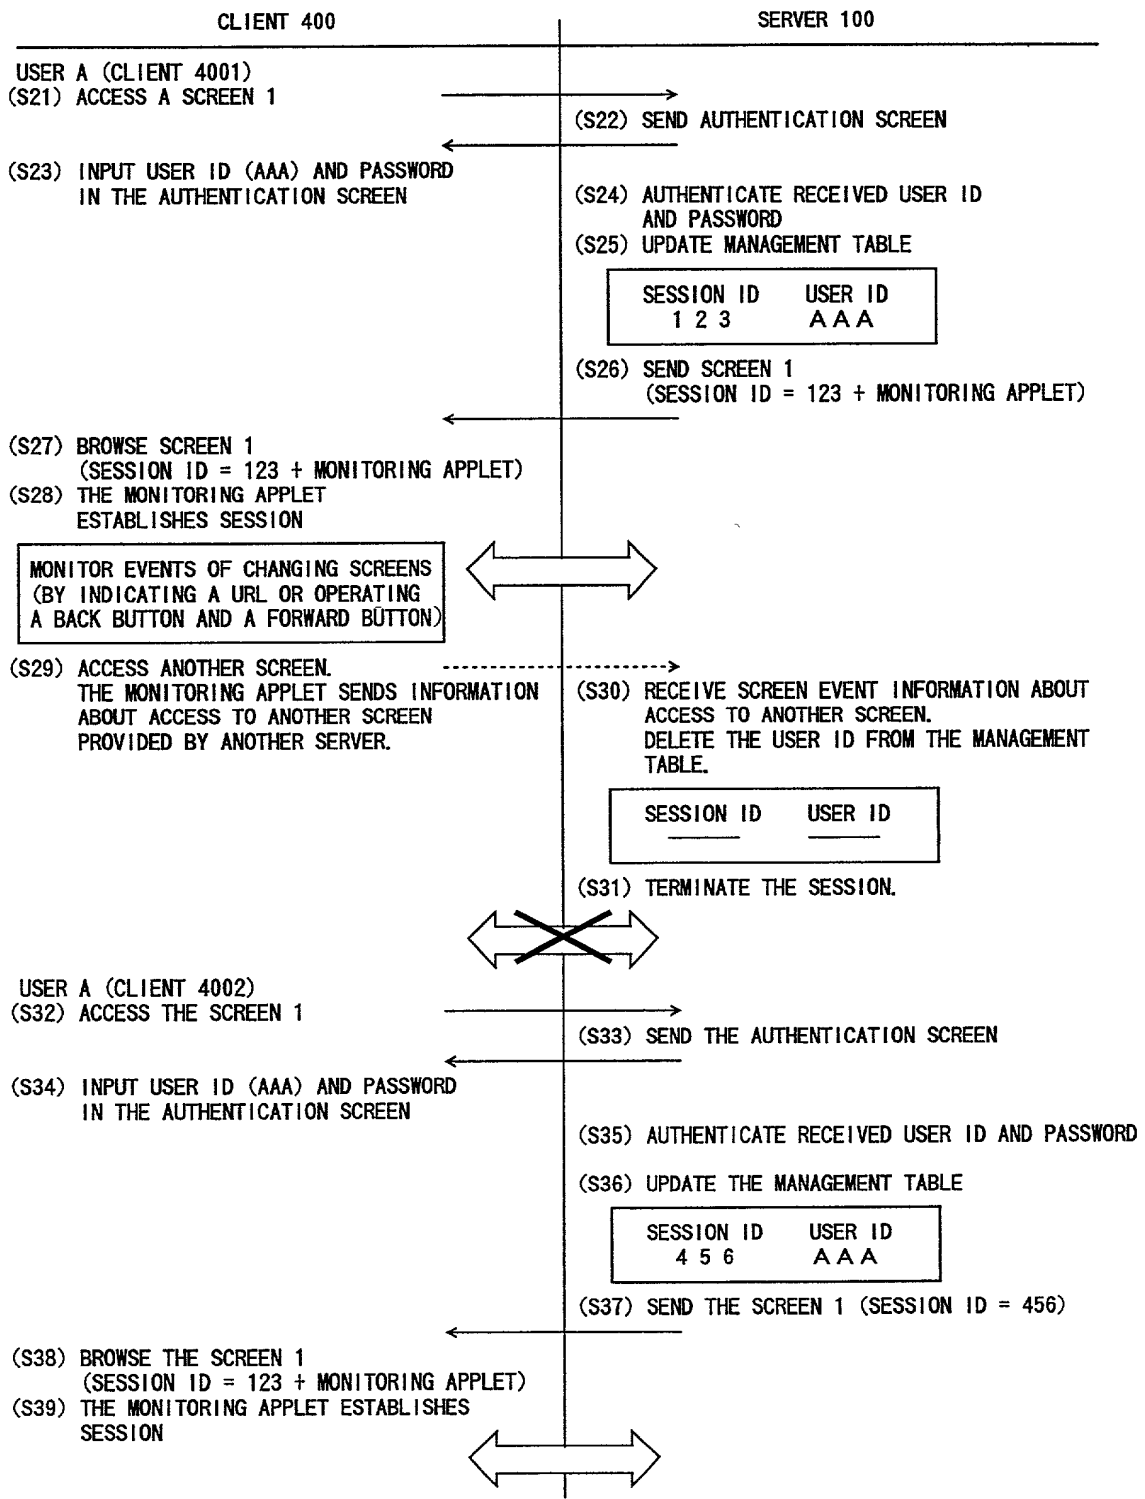 CLIENT 400
SERVER 100
USER A (CLIENT 4001)
(S21) ACCESS A SCREEN 1
(S22) SEND AUTHENTICATION SCREEN
(S23) INPUT USER ID (AAA) AND PASSWORD
IN THE AUTHENTICATION SCREEN
(S24) AUTHENTICATE RECEIVED USER ID
AND PASSWORD
(S25) UPDATE MANAGEMENT TABLE
SESSION ID USER ID
1 2 3 AAA
(S26) SEND SCREEN 1
(SESSION ID = 123 + MONITORING APPLET)
(S27) BROWSE SCREEN 1
(SESSION ID = 123 + MONITORING APPLET)
(S28) THE MONITORING APPLET
ESTABLISHES SESSION
MONITOR EVENTS OF CHANGING SCREENS
(BY INDICATING A URL OR OPERATING
A BACK BUTTON AND A FORWARD BUTTON)
(S29) ACCESS ANOTHER SCREEN.
THE MONITORING APPLET SENDS INFORMATION
ABOUT ACCESS TO ANOTHER SCREEN
PROVIDED BY ANOTHER SERVER.
(S30) RECEIVE SCREEN EVENT INFORMATION ABOUT
ACCESS TO ANOTHER SCREEN.
DELETE THE USER ID FROM THE MANAGEMENT
TABLE.
SESSION ID USER ID
(S31) TERMINATE THE SESSION.
USER A (CLIENT 4002)
(S32) ACCESS THE SCREEN 1
(S33) SEND THE AUTHENTICATION SCREEN
(S34) INPUT USER ID (AAA) AND PASSWORD
IN THE AUTHENTICATION SCREEN
(S35) AUTHENTICATE RECEIVED USER ID AND PASSWORD
(S36) UPDATE THE MANAGEMENT TABLE
SESSION ID USER ID
4 5 6 AAA
(S37) SEND THE SCREEN 1 (SESSION ID = 456)
(S38) BROWSE THE SCREEN 1
(SESSION ID = 123 + MONITORING APPLET)
(S39) THE MONITORING APPLET ESTABLISHES
SESSION